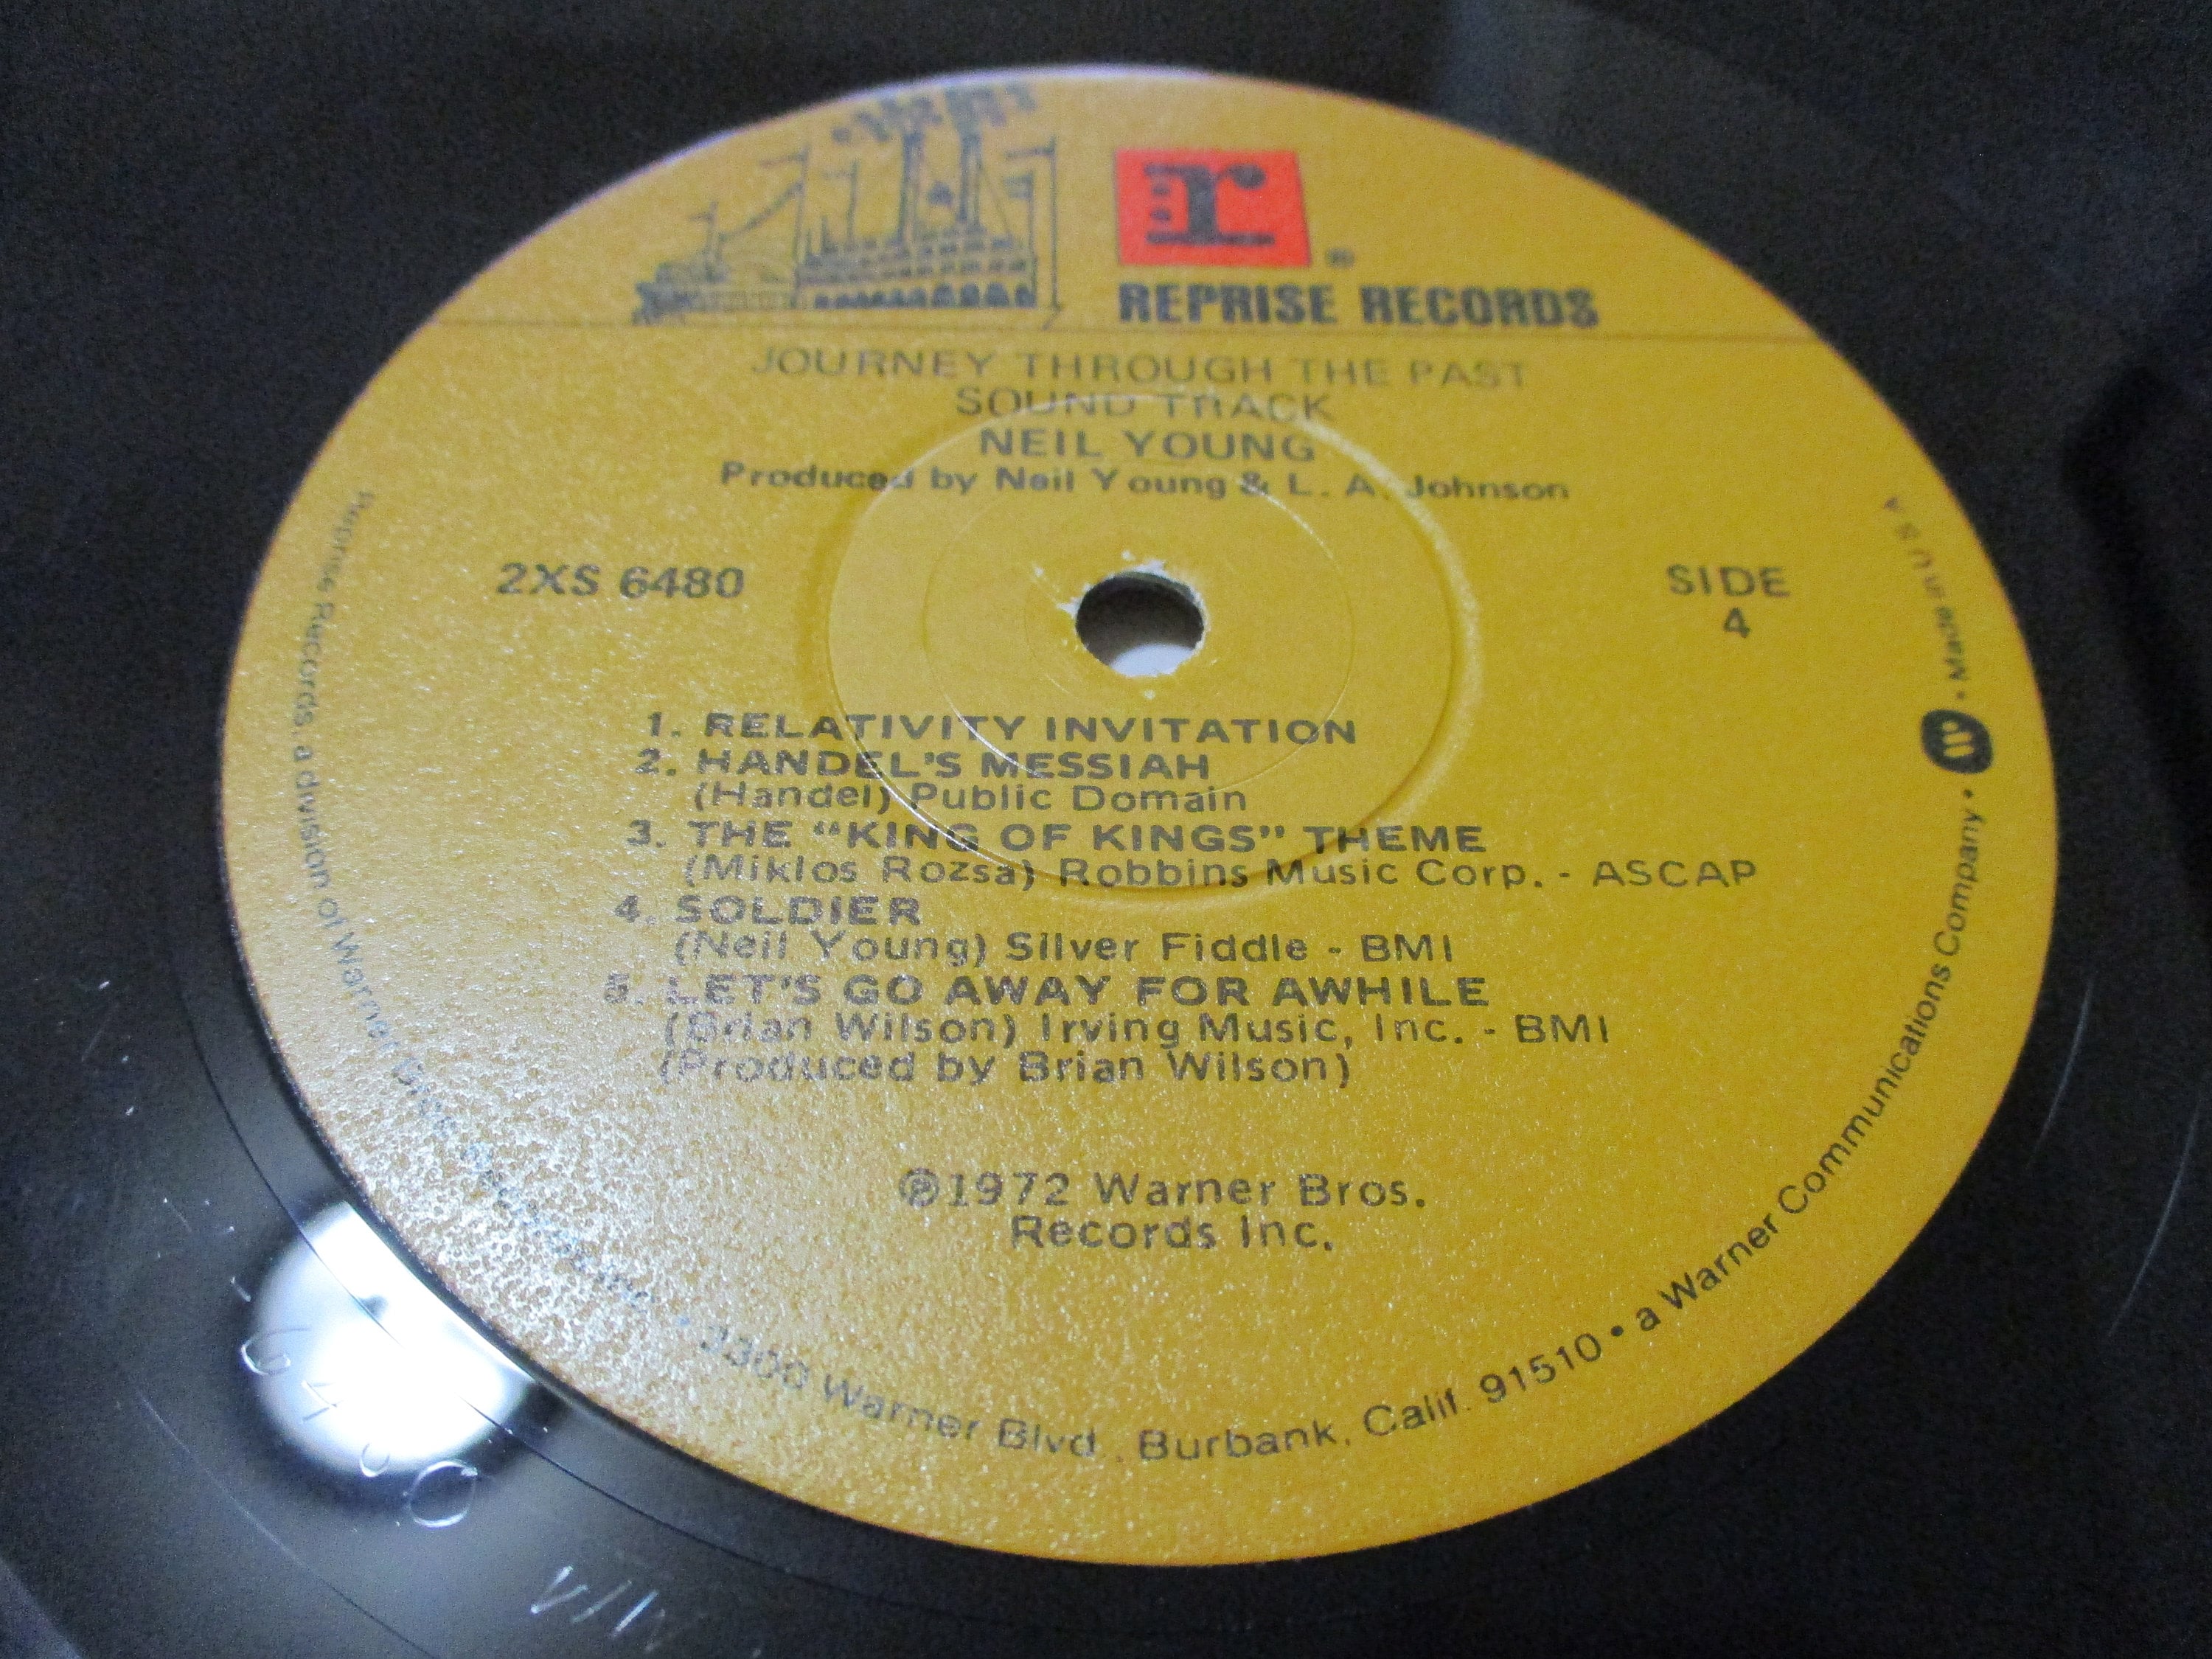 r
®
REPRISE RECORDS
JOURNEY THROUGH THE PAST
SOUND TRACK
NEIL YOUNG
Produced by Neil Young & L. A. Johnson
2XS 6480
SIDE
4
1. RELATIVITY INVITATION
2. HANDEL'S MESSIAH
(Handel) Public Domain
3. THE "KING OF KINGS" THEME
(Miklos Rozsa) Robbins Music Corp. - ASCAP
4. SOLDIER
(Neil Young) Silver Fiddle - BMI
5. LET'S GO AWAY FOR AWHILE
(Brian Wilson) Irving Music, Inc. - BMI
(Produced by Brian Wilson)
℗1972 Warner Bros.
Records Inc.
Reprise Records, a division of Warner Bros. • 3300 Warner Blvd., Burbank, Calif. 91510 • a Warner Communications Company • W • Made in U.S.A.